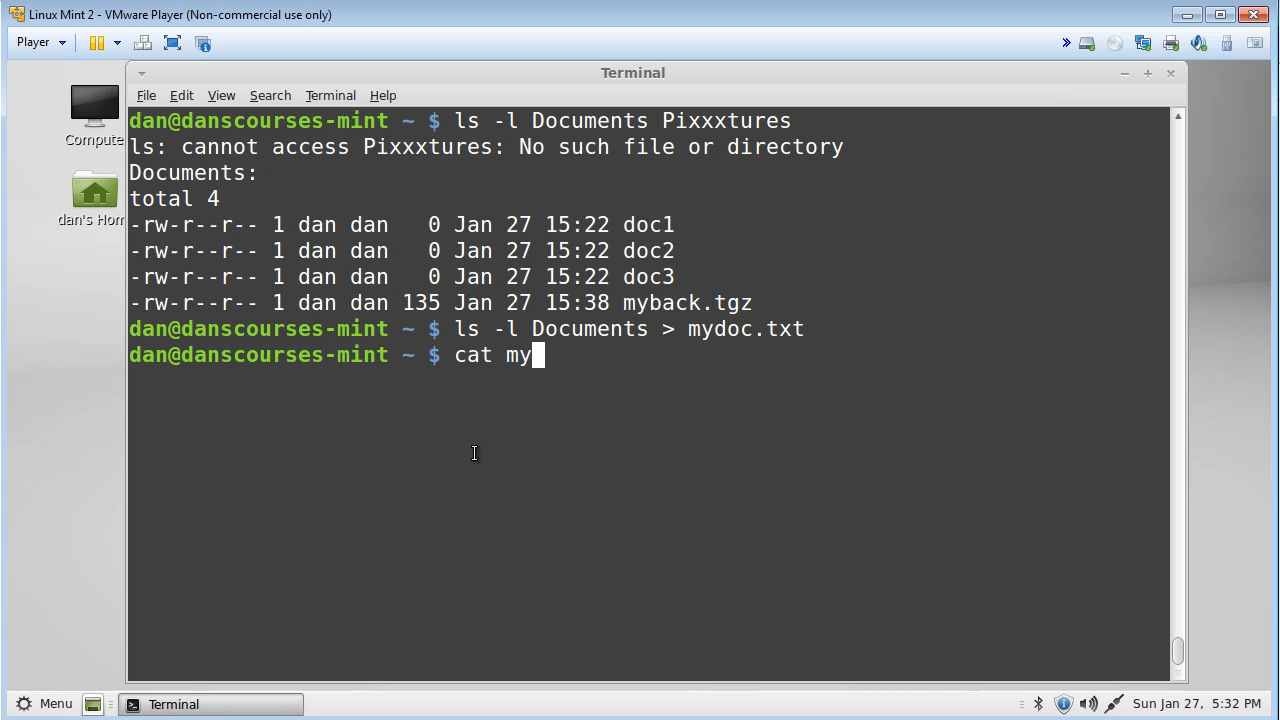 Linux Mint 2 - VMware Player (Non-commercial use only)
Player
Terminal
File Edit View Search Terminal Help
Compute
dan's Hom
dan@danscourses-mint ~ $ ls -l Documents Pixxxtures
ls: cannot access Pixxxtures: No such file or directory
Documents:
total 4
-rw-r--r-- 1 dan dan   0 Jan 27 15:22 doc1
-rw-r--r-- 1 dan dan   0 Jan 27 15:22 doc2
-rw-r--r-- 1 dan dan   0 Jan 27 15:22 doc3
-rw-r--r-- 1 dan dan 135 Jan 27 15:38 myback.tgz
dan@danscourses-mint ~ $ ls -l Documents > mydoc.txt
dan@danscourses-mint ~ $ cat my
Menu Terminal Sun Jan 27, 5:32 PM